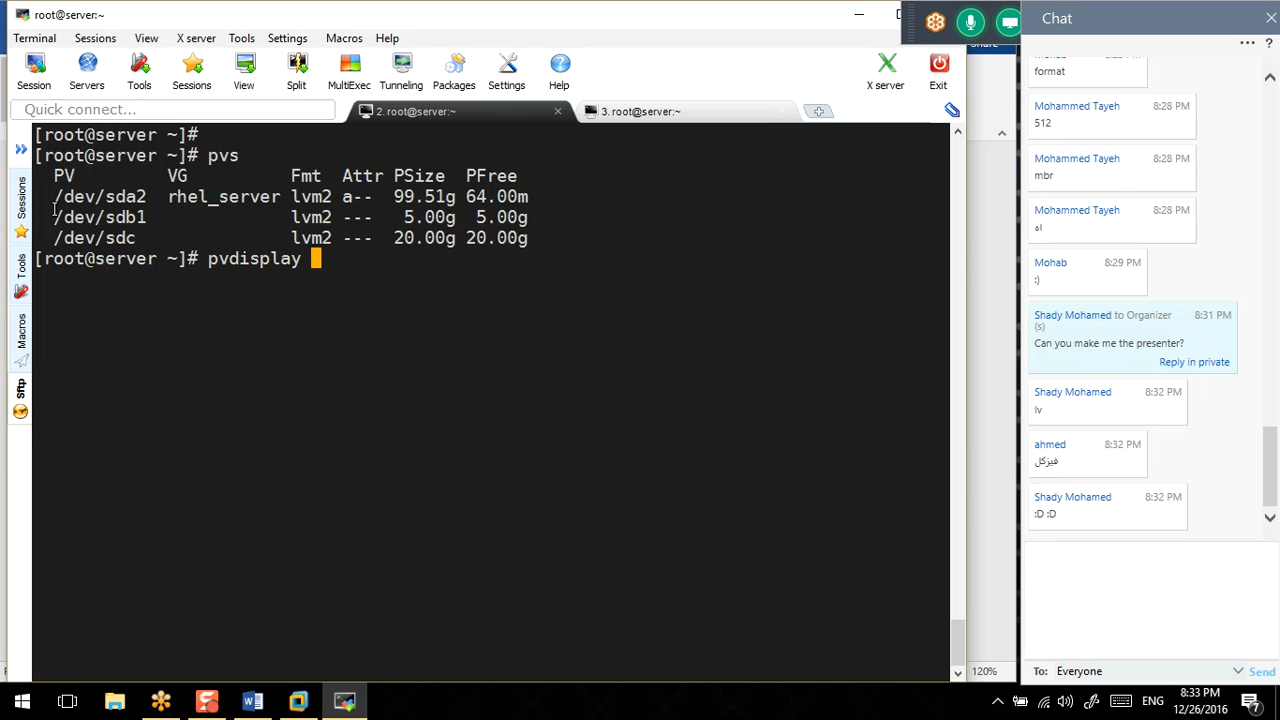 root@server:~
Terminal Sessions View X server Tools Settings Macros Help
Session Servers Tools Sessions View Split MultiExec Tunneling Packages Settings Help X server Exit
Quick connect...
2. root@server:~
3. root@server:~
Sessions
Tools
Macros
Sftp
[root@server ~]#
[root@server ~]# pvs
PV VG Fmt Attr PSize PFree
/dev/sda2 rhel_server lvm2 a-- 99.51g 64.00m
/dev/sdb1 lvm2 --- 5.00g 5.00g
/dev/sdc lvm2 --- 20.00g 20.00g
[root@server ~]# pvdisplay
120%
Chat
... ?
format
Mohammed Tayeh 8:28 PM
512
Mohammed Tayeh 8:28 PM
mbr
Mohammed Tayeh 8:28 PM
اه
Mohab 8:29 PM
:)
Shady Mohamed to Organizer 8:31 PM
(s)
Can you make me the presenter?
Reply in private
Shady Mohamed 8:32 PM
lv
ahmed 8:32 PM
فيزكل
Shady Mohamed 8:32 PM
:D :D
To: Everyone Send
ENG
8:33 PM
12/26/2016
7